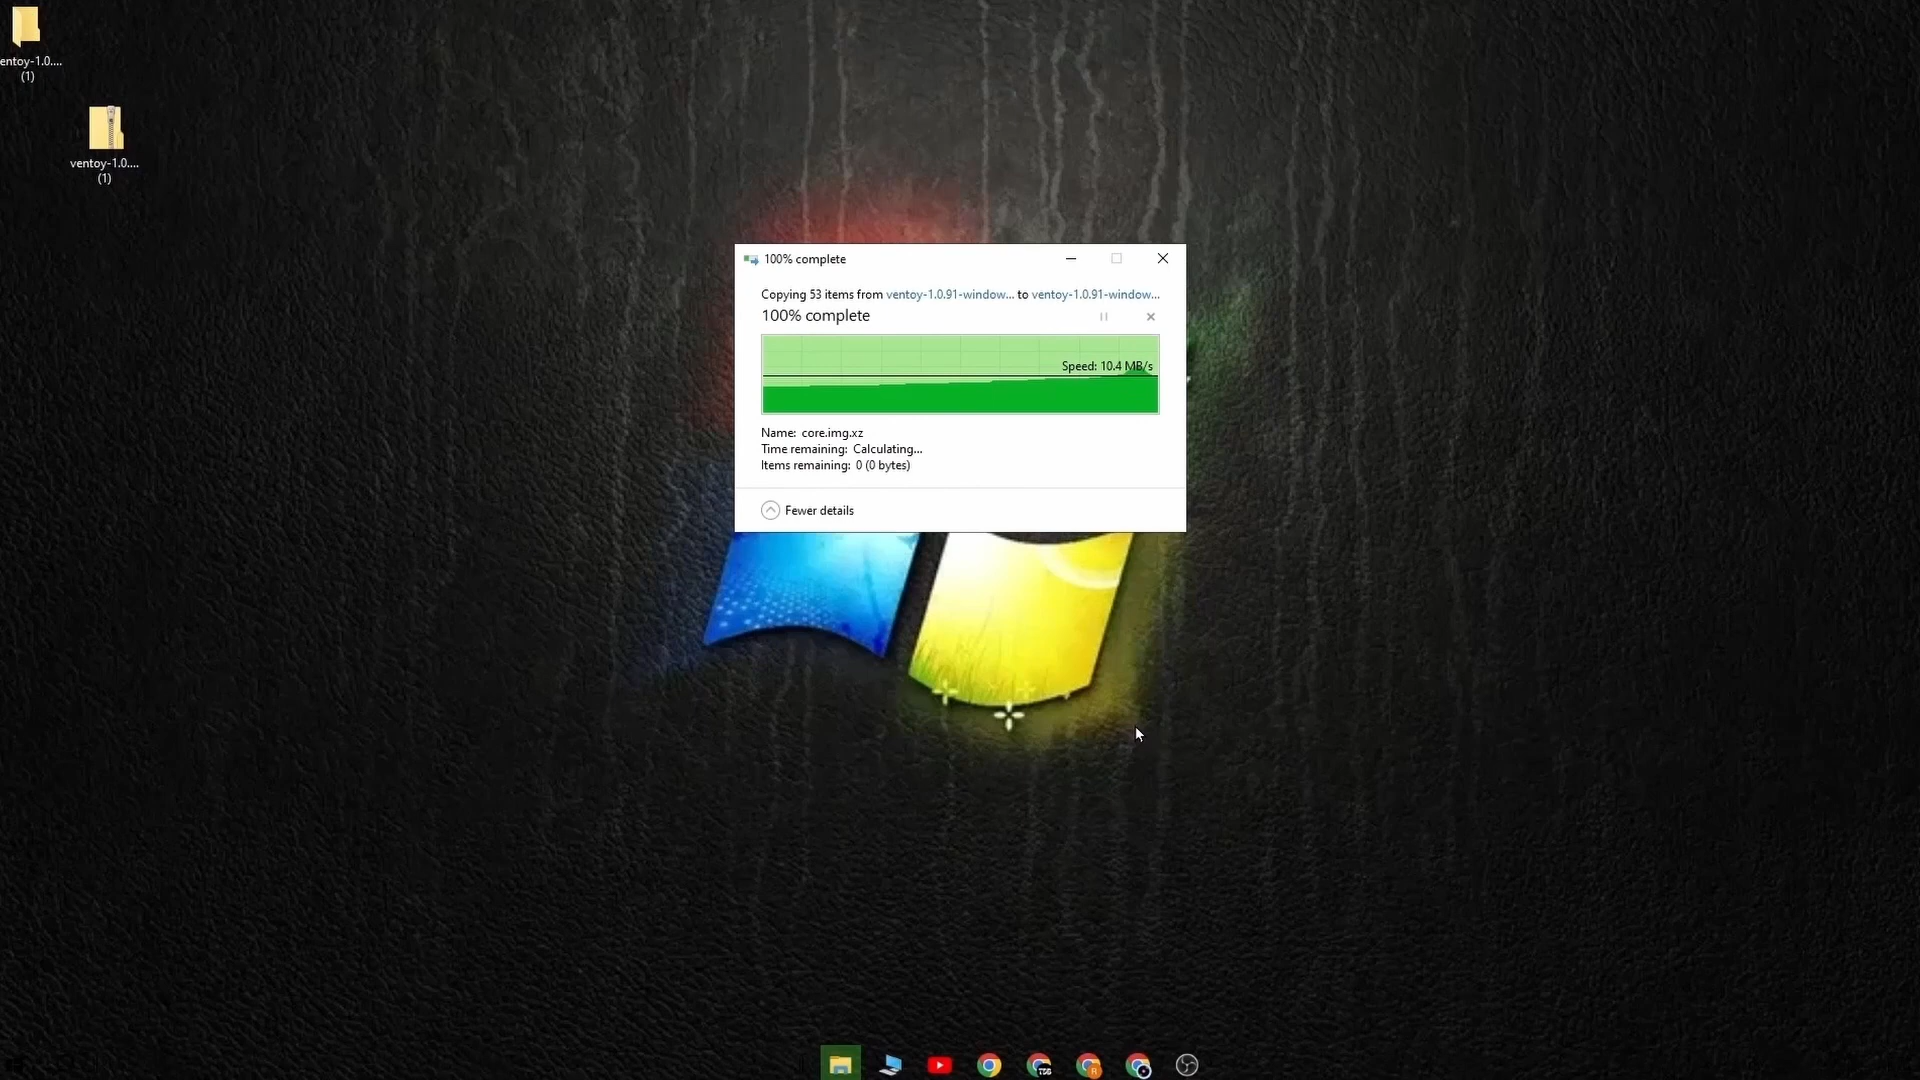 entoy-1.0....
(1)
ventoy-1.0....
(1)
100% complete
Copying 53 items from ventoy-1.0.91-window... to ventoy-1.0.91-window...
100% complete
Speed: 10.4 MB/s
Name: core.img.xz
Time remaining: Calculating...
Items remaining: 0 (0 bytes)
Fewer details